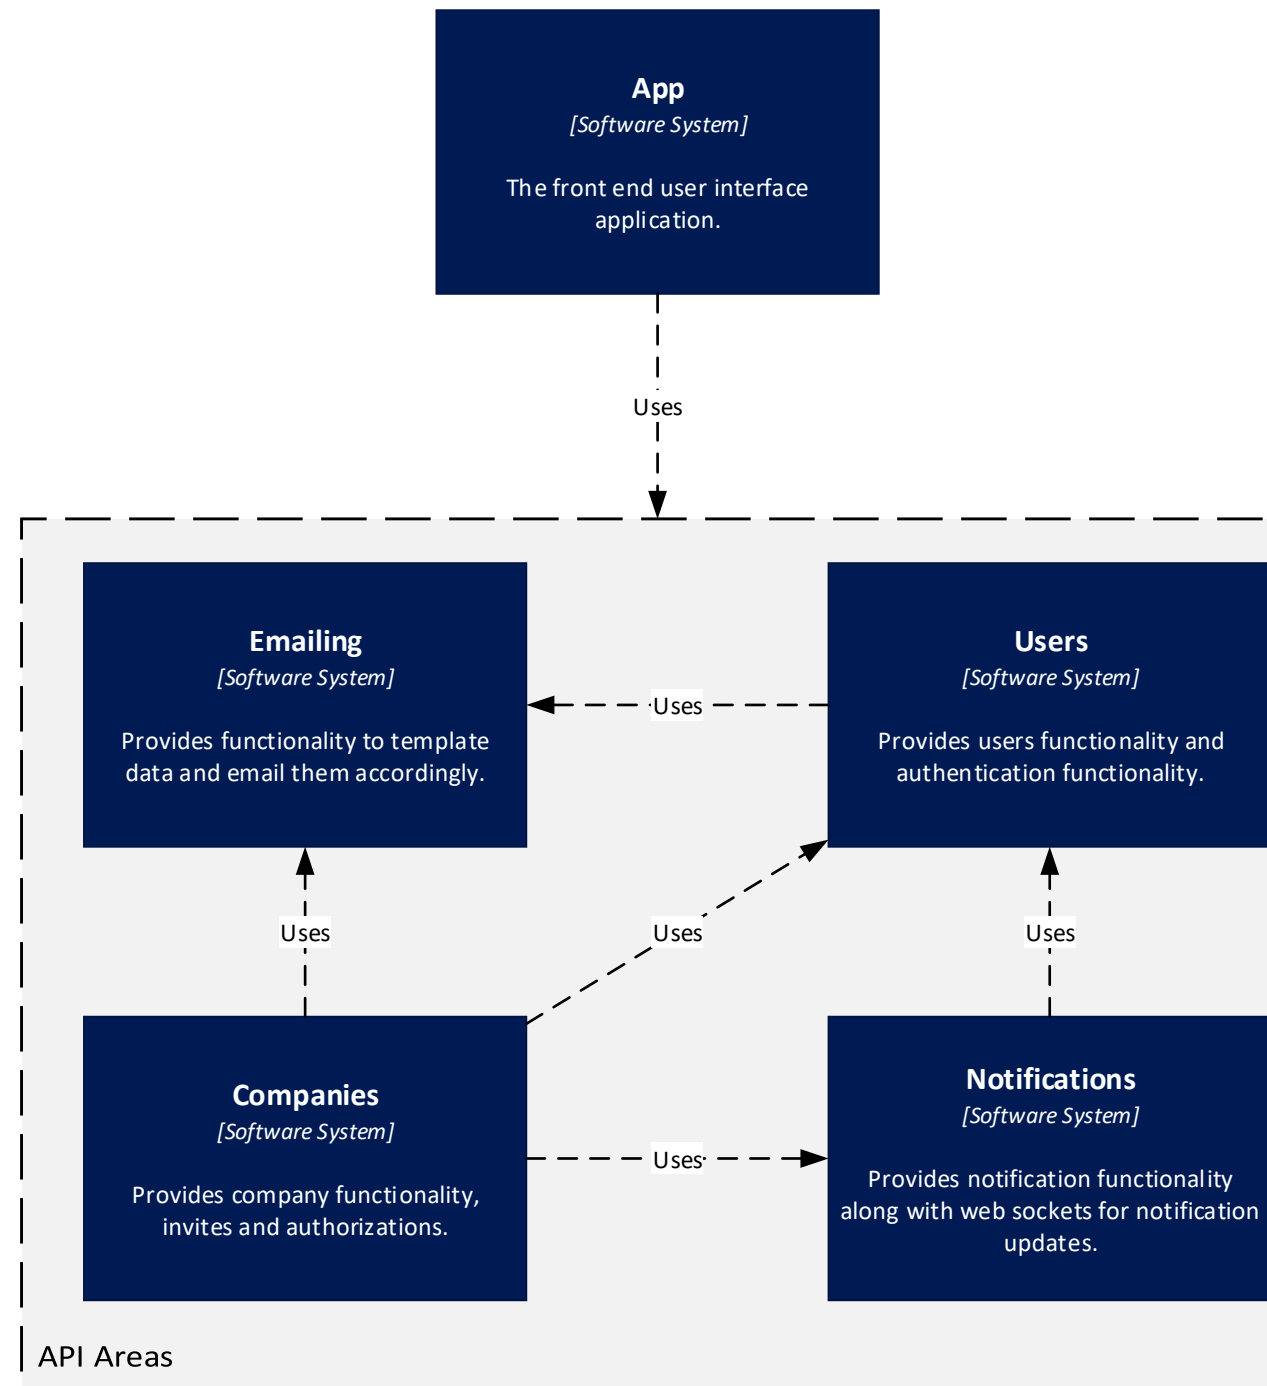 App
[Software System]
The front end user interface
application.
Uses
Emailing
[Software System]
Provides functionality to template
data and email them accordingly.
Uses
Users
[Software System]
Provides users functionality and
authentication functionality.
Uses
Uses
Uses
Companies
[Software System]
Provides company functionality,
invites and authorizations.
Uses
Notifications
[Software System]
Provides notification functionality
along with web sockets for notification
updates.
API Areas